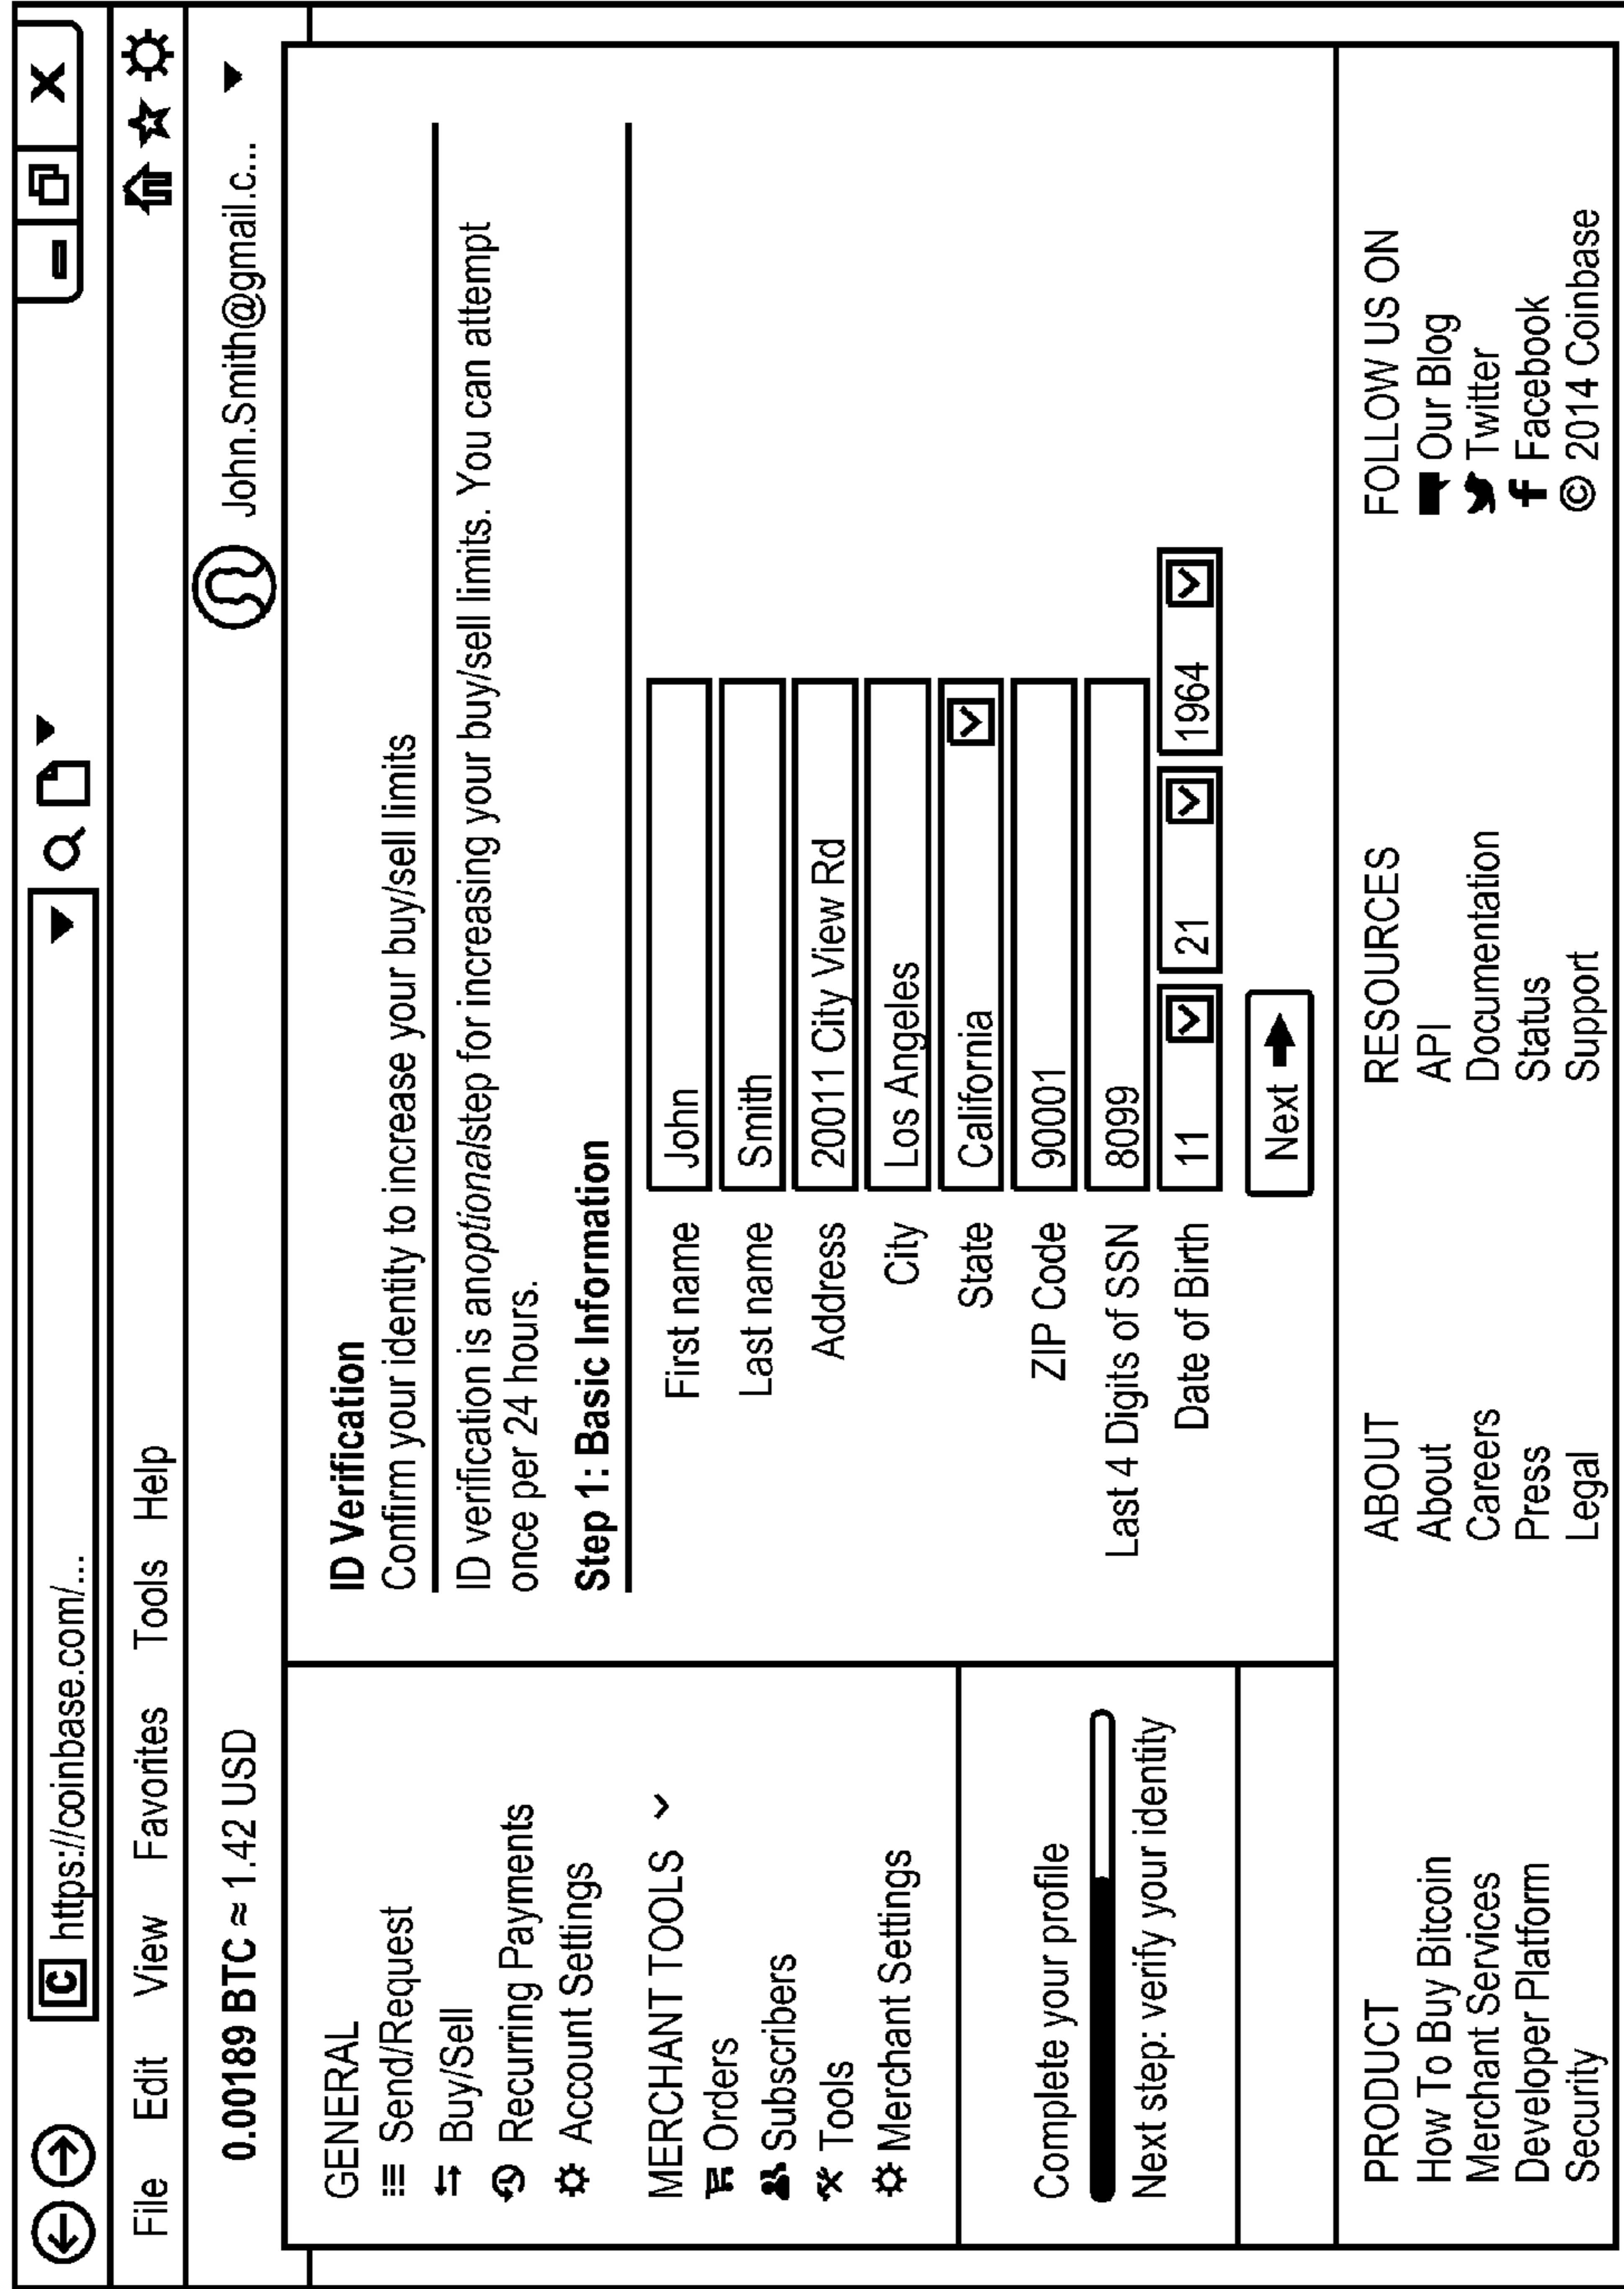 C https://coinbase.com/...
X
File Edit View Favorites Tools Help
0.00189 BTC ≈ 1.42 USD
John.Smith@gmail.c...
GENERAL
Send/Request
Buy/Sell
Recurring Payments
Account Settings
MERCHANT TOOLS
Orders
Subscribers
Tools
Merchant Settings
Complete your profile
Next step: verify your identity
ID Verification
Confirm your identity to increase your buy/sell limits
ID verification is anoptionalstep for increasing your buy/sell limits. You can attempt
once per 24 hours.
Step 1: Basic Information
First name John
Last name Smith
Address 20011 City View Rd
City Los Angeles
State California
ZIP Code 90001
Last 4 Digits of SSN 8099
Date of Birth 11 21 1964
Next
PRODUCT
How To Buy Bitcoin
Merchant Services
Developer Platform
Security
ABOUT
About
Careers
Press
Legal
RESOURCES
API
Documentation
Status
Support
FOLLOW US ON
Our Blog
Twitter
f Facebook
© 2014 Coinbase